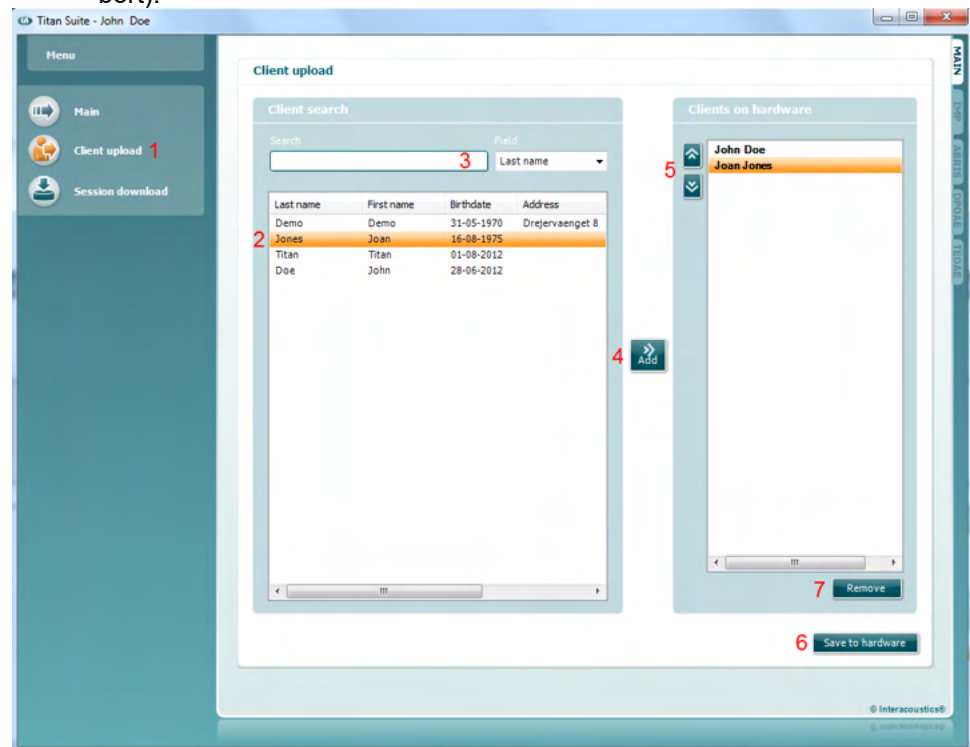 bort).
Titan Suite - John Doe
Menu
Main
Client upload 1
Session download
Client upload
Client search
Search Field
3 Last name
Last name First name Birthdate Address
Demo Demo 31-05-1970 Drejervaenget 8
2 Jones Joan 16-08-1975
Titan Titan 01-08-2012
Doe John 28-06-2012
4 Add
Clients on hardware
5
John Doe
Joan Jones
7 Remove
6 Save to hardware
MAIN
IMP
ABRIS
DPOAE
TEOAE
© Interacoustics®